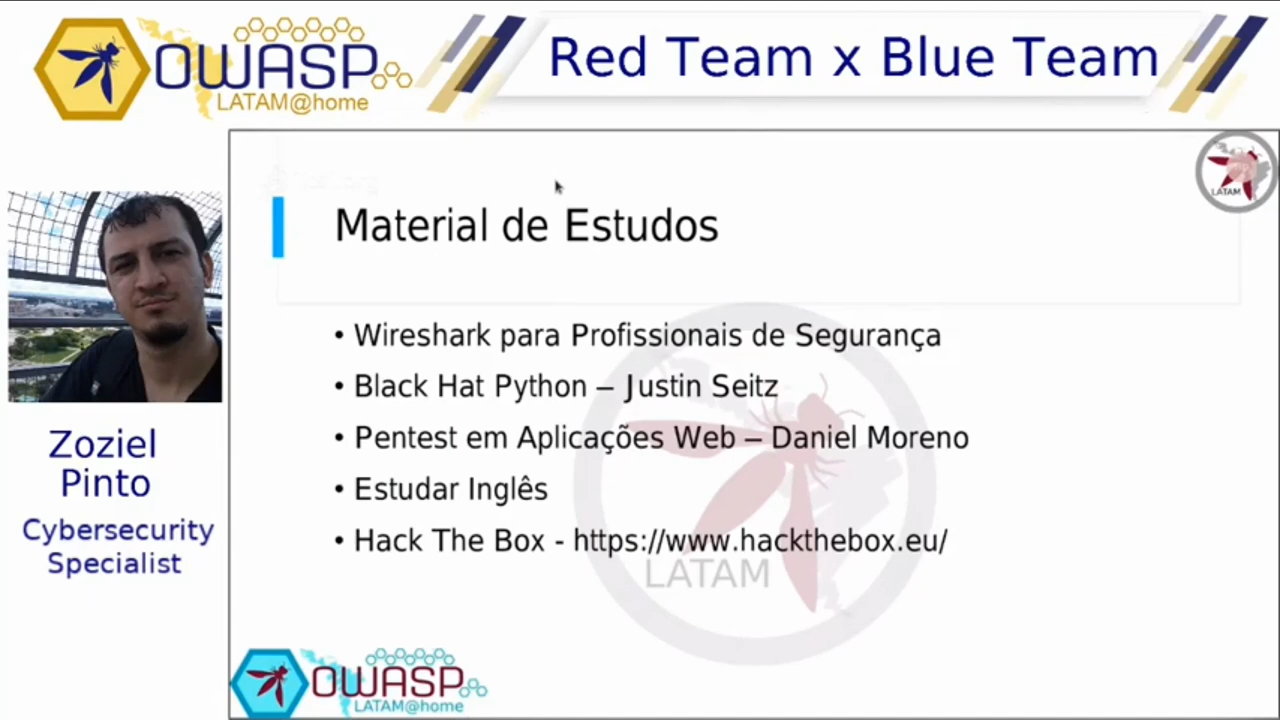 OWASP
LATAM@home
Red Team x Blue Team
LATAM
Material de Estudos
• Wireshark para Profissionais de Segurança
• Black Hat Python – Justin Seitz
• Pentest em Aplicações Web – Daniel Moreno
• Estudar Inglês
• Hack The Box - https://www.hackthebox.eu/
LATAM
Zoziel
Pinto
Cybersecurity
Specialist
OWASP
LATAM@home